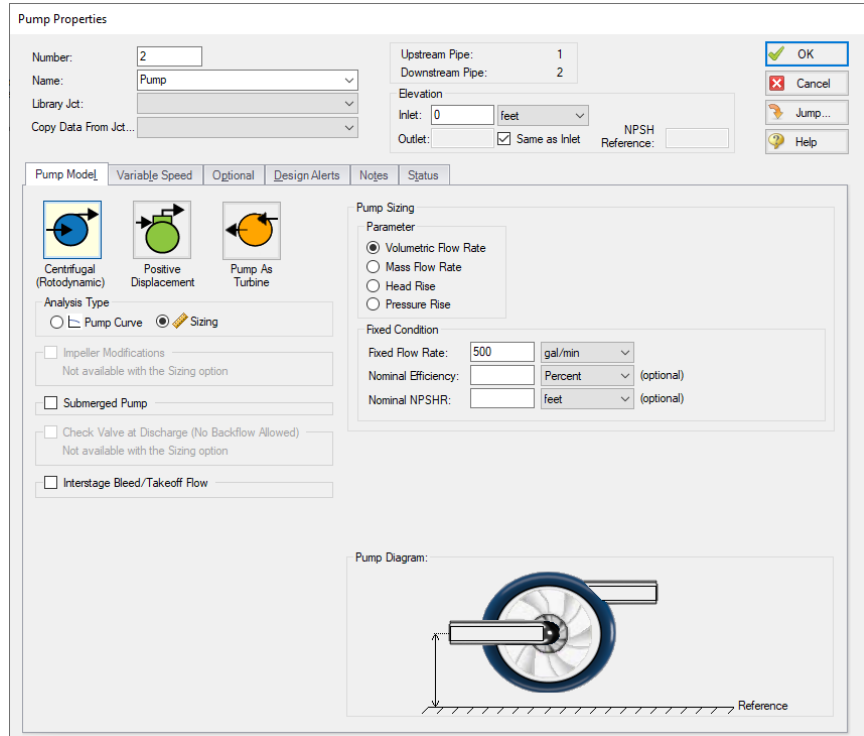 Pump Properties
Number: 2
Name: Pump
Library Jct:
Copy Data From Jct...
Upstream Pipe: 1
Downstream Pipe: 2
Elevation
Inlet: 0 feet
Outlet: Same as Inlet NPSH Reference:
OK
Cancel
Jump...
Help
Pump Model Variable Speed Optional Design Alerts Notes Status
Centrifugal (Rotodynamic)
Positive Displacement
Pump As Turbine
Analysis Type
Pump Curve Sizing
Impeller Modifications
Not available with the Sizing option
Submerged Pump
Check Valve at Discharge (No Backflow Allowed)
Not available with the Sizing option
Interstage Bleed/Takeoff Flow
Pump Sizing
Parameter
Volumetric Flow Rate
Mass Flow Rate
Head Rise
Pressure Rise
Fixed Condition
Fixed Flow Rate: 500 gal/min
Nominal Efficiency: Percent (optional)
Nominal NPSHR: feet (optional)
Pump Diagram:
Reference